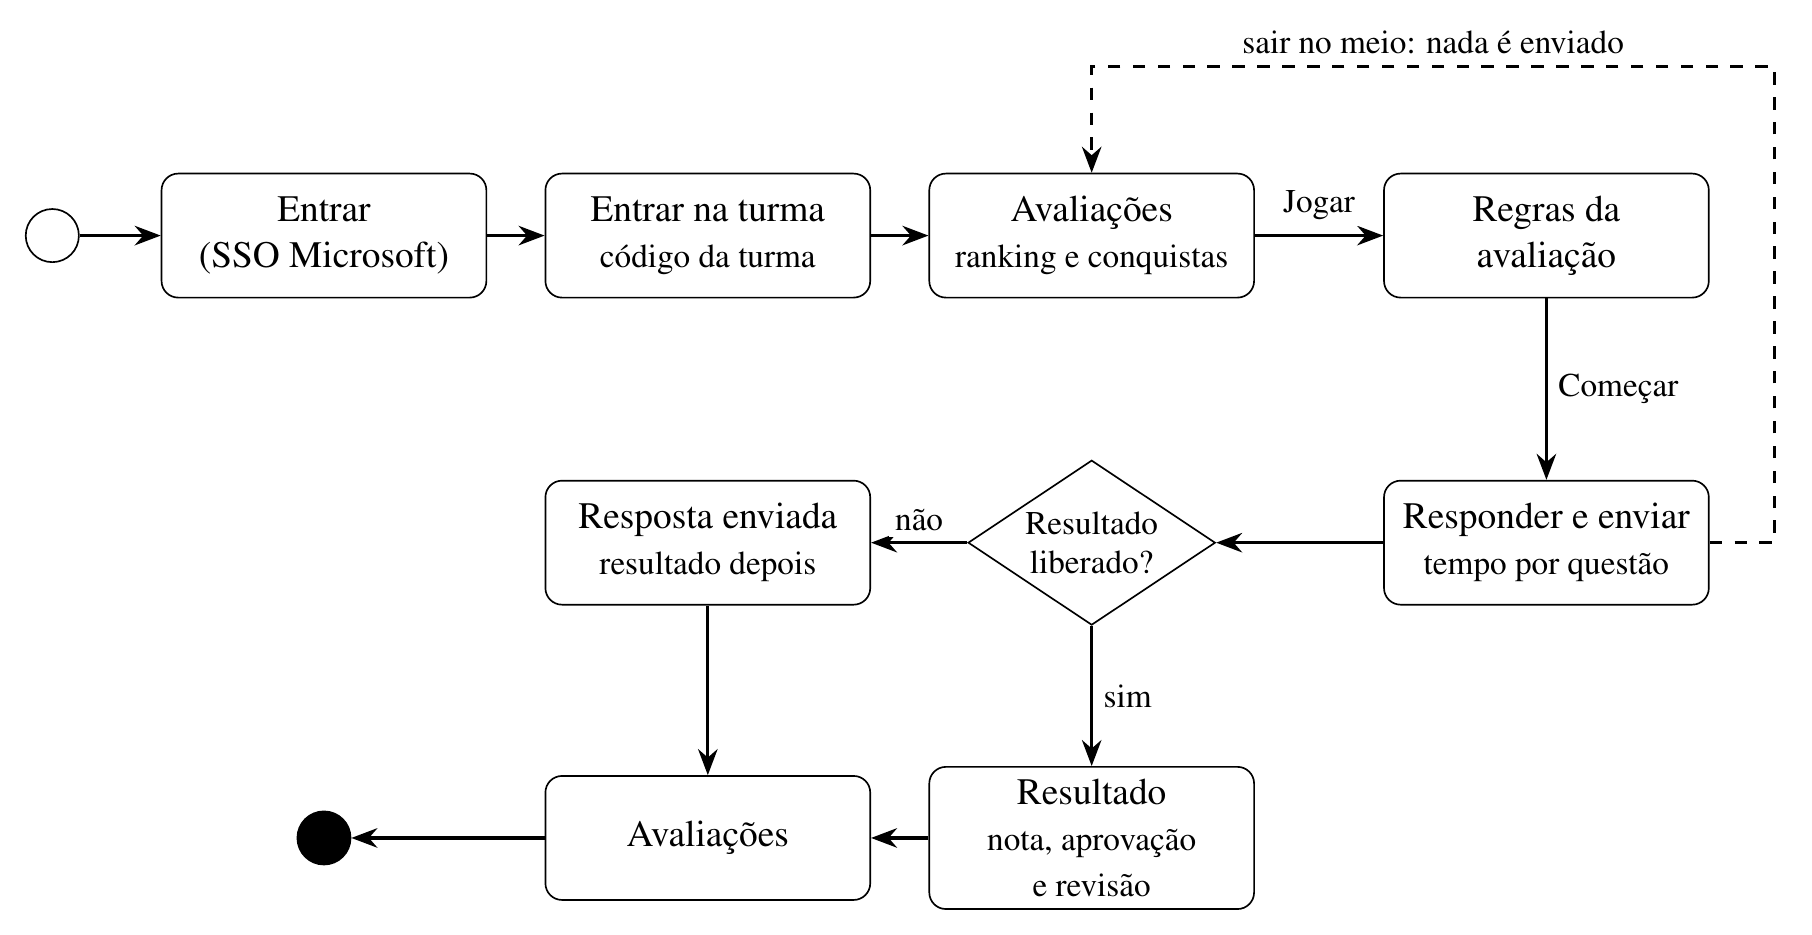 sair no meio: nada é enviado
Entrar
(SSO Microsoft)
Entrar na turma
código da turma
Avaliações
ranking e conquistas
Jogar
Regras da
avaliação
Começar
Responder e enviar
tempo por questão
Resultado
liberado?
não
Resposta enviada
resultado depois
sim
Resultado
nota, aprovação
e revisão
Avaliações